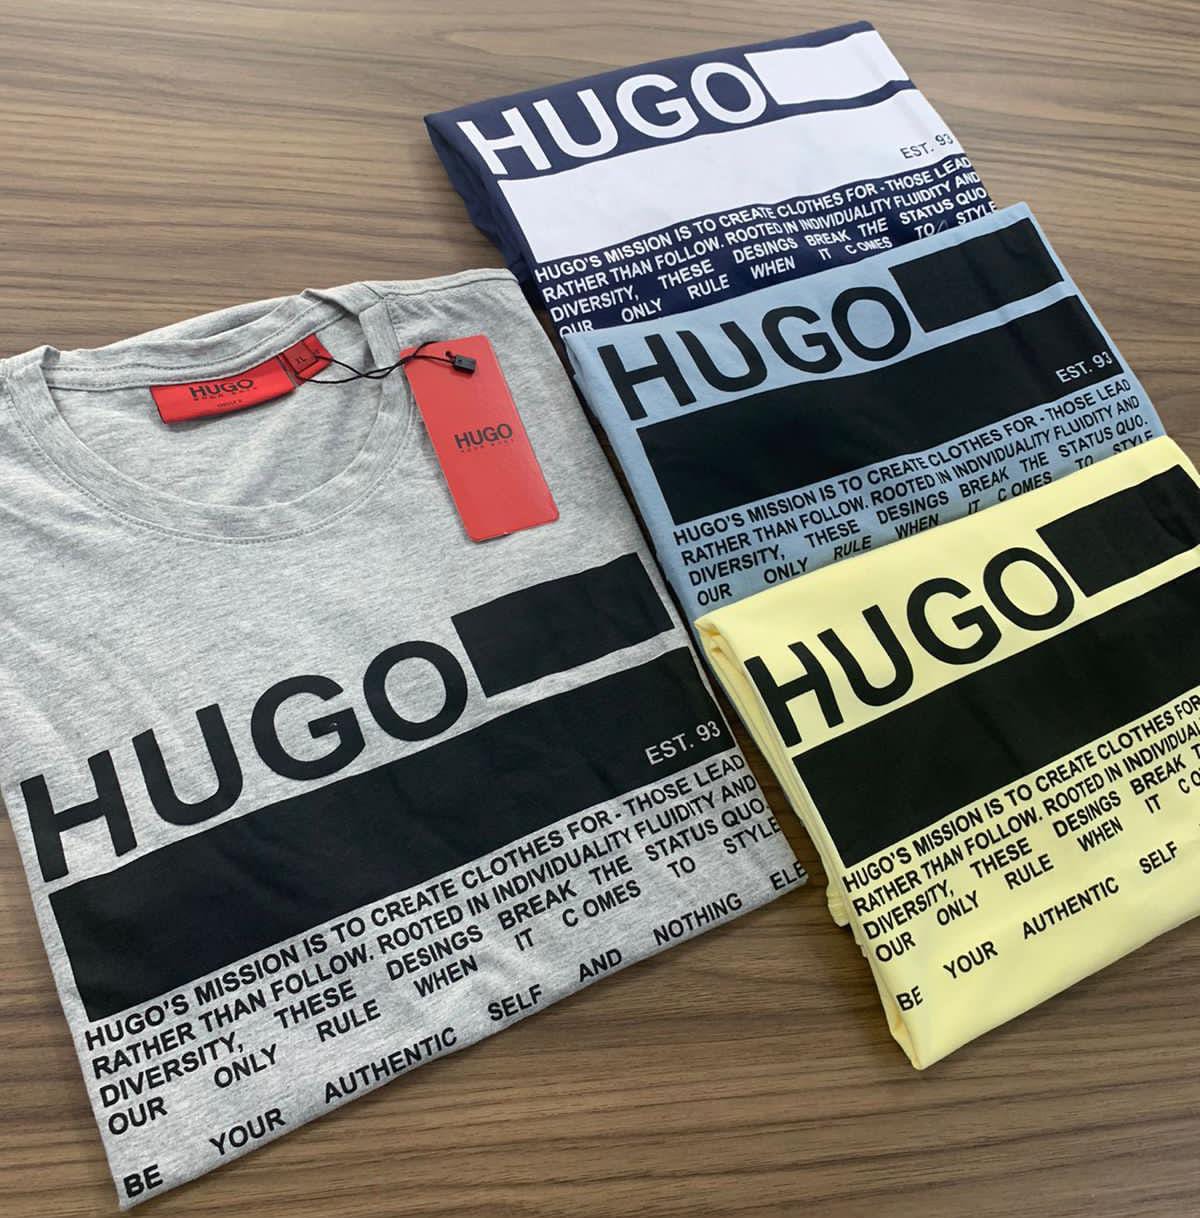 HUGO
EST. 93
HUGO'S MISSION IS TO CREATE CLOTHES FOR - THOSE LEAD
RATHER THAN FOLLOW. ROOTED IN INDIVIDUALITY FLUIDITY AND
DIVERSITY, THESE DESINGS BREAK THE STATUS QUO.
OUR ONLY RULE WHEN IT C OMES TO STYLE
HUGO
EST. 93
HUGO'S MISSION IS TO CREATE CLOTHES FOR - THOSE LEAD
RATHER THAN FOLLOW. ROOTED IN INDIVIDUALITY FLUIDITY AND
DIVERSITY, THESE DESINGS BREAK THE STATUS QUO.
OUR ONLY RULE WHEN IT C OMES TO STYLE
HUGO
HUGO BOSS
XL
HUGO
HUGO BOSS
HUGO
EST. 93
HUGO'S MISSION IS TO CREATE CLOTHES FOR - THOSE LEAD
RATHER THAN FOLLOW. ROOTED IN INDIVIDUALITY FLUIDITY AND
DIVERSITY, THESE DESINGS BREAK THE STATUS QUO.
OUR ONLY RULE WHEN IT C OMES TO STYLE
BE YOUR AUTHENTIC SELF AND NOTHING ELE
HUGO
HUGO'S MISSION IS TO CREATE CLOTHES FOR
RATHER THAN FOLLOW. ROOTED IN INDIVIDUAL
DIVERSITY, THESE DESINGS BREAK T
OUR ONLY RULE WHEN IT C O
BE YOUR AUTHENTIC SELF